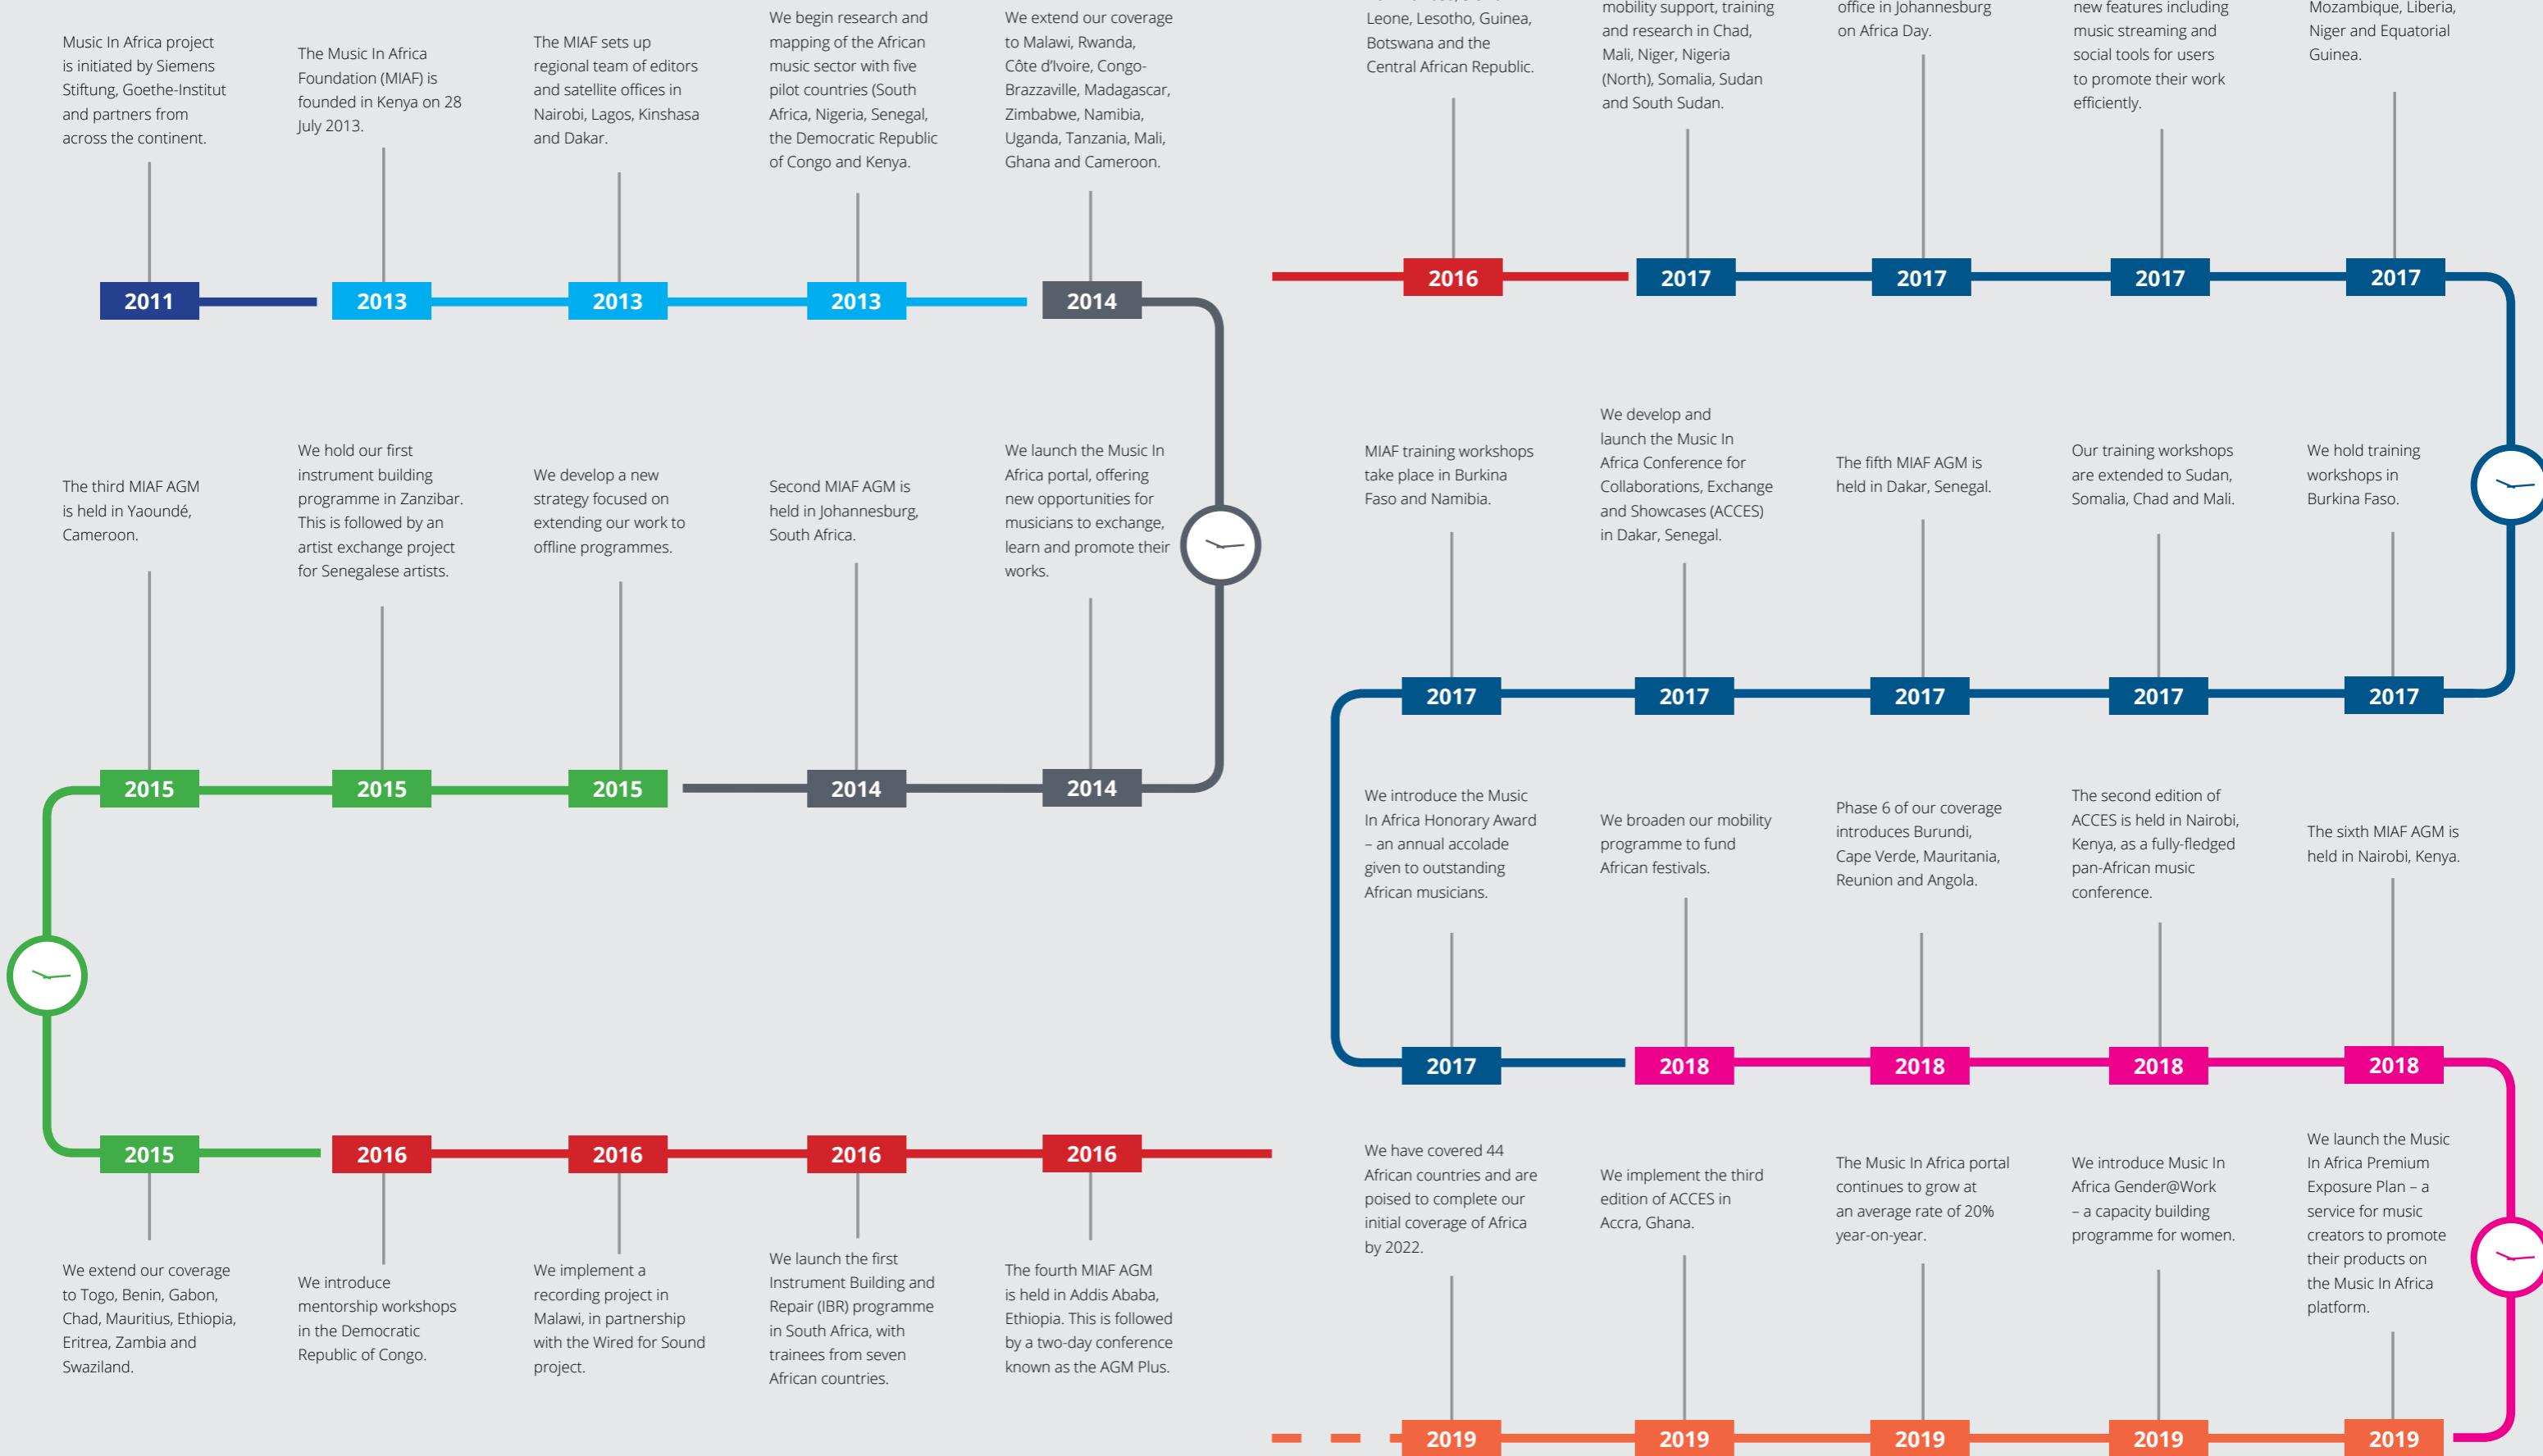 Music In Africa project
is initiated by Siemens
Stiftung, Goethe-Institut
and partners from
across the continent.
2011
The Music In Africa
Foundation (MIAF) is
founded in Kenya on 28
July 2013.
2013
The MIAF sets up
regional team of editors
and satellite offices in
Nairobi, Lagos, Kinshasa
and Dakar.
2013
We begin research and
mapping of the African
music sector with five
pilot countries (South
Africa, Nigeria, Senegal,
the Democratic Republic
of Congo and Kenya.
2013
We extend our coverage
to Malawi, Rwanda,
Côte d’Ivoire, Congo-
Brazzaville, Madagascar,
Zimbabwe, Namibia,
Uganda, Tanzania, Mali,
Ghana and Cameroon.
2014
The third MIAF AGM
is held in Yaoundé,
Cameroon.
2015
We hold our first
instrument building
programme in Zanzibar.
This is followed by an
artist exchange project
for Senegalese artists.
2015
We develop a new
strategy focused on
extending our work to
offline programmes.
2015
Second MIAF AGM is
held in Johannesburg,
South Africa.
2014
We launch the Music In
Africa portal, offering
new opportunities for
musicians to exchange,
learn and promote their
works.
2014
2015
We extend our coverage
to Togo, Benin, Gabon,
Chad, Mauritius, Ethiopia,
Eritrea, Zambia and
Swaziland.
2016
We introduce
mentorship workshops
in the Democratic
Republic of Congo.
2016
We implement a
recording project in
Malawi, in partnership
with the Wired for Sound
project.
2016
We launch the first
Instrument Building and
Repair (IBR) programme
in South Africa, with
trainees from seven
African countries.
2016
The fourth MIAF AGM
is held in Addis Ababa,
Ethiopia. This is followed
by a two-day conference
known as the AGM Plus.
Leone, Lesotho, Guinea,
Botswana and the
Central African Republic.
2016
mobility support, training
and research in Chad,
Mali, Niger, Nigeria
(North), Somalia, Sudan
and South Sudan.
2017
office in Johannesburg
on Africa Day.
2017
new features including
music streaming and
social tools for users
to promote their work
efficiently.
2017
Mozambique, Liberia,
Niger and Equatorial
Guinea.
2017
MIAF training workshops
take place in Burkina
Faso and Namibia.
2017
We develop and
launch the Music In
Africa Conference for
Collaborations, Exchange
and Showcases (ACCES)
in Dakar, Senegal.
2017
The fifth MIAF AGM is
held in Dakar, Senegal.
2017
Our training workshops
are extended to Sudan,
Somalia, Chad and Mali.
2017
We hold training
workshops in
Burkina Faso.
2017
We introduce the Music
In Africa Honorary Award
– an annual accolade
given to outstanding
African musicians.
2017
We broaden our mobility
programme to fund
African festivals.
2018
Phase 6 of our coverage
introduces Burundi,
Cape Verde, Mauritania,
Reunion and Angola.
2018
The second edition of
ACCES is held in Nairobi,
Kenya, as a fully-fledged
pan-African music
conference.
2018
The sixth MIAF AGM is
held in Nairobi, Kenya.
2018
We have covered 44
African countries and are
poised to complete our
initial coverage of Africa
by 2022.
2019
We implement the third
edition of ACCES in
Accra, Ghana.
2019
The Music In Africa portal
continues to grow at
an average rate of 20%
year-on-year.
2019
We introduce Music In
Africa Gender@Work
– a capacity building
programme for women.
2019
We launch the Music
In Africa Premium
Exposure Plan – a
service for music
creators to promote
their products on
the Music In Africa
platform.
2019